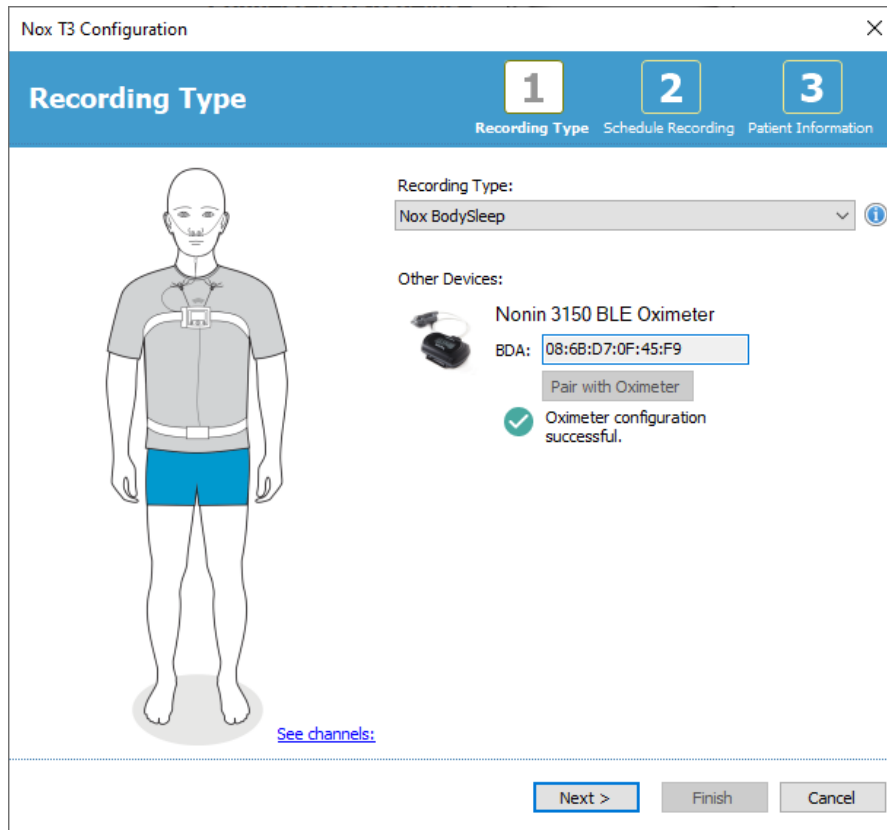 Nox T3 Configuration
Recording Type
1
2
3
Recording Type
Schedule Recording
Patient Information
Recording Type:
Nox BodySleep
Other Devices:
Nonin 3150 BLE Oximeter
BDA:
08:6B:D7:0F:45:F9
Pair with Oximeter
Oximeter configuration
successful.
See channels:
Next >
Finish
Cancel